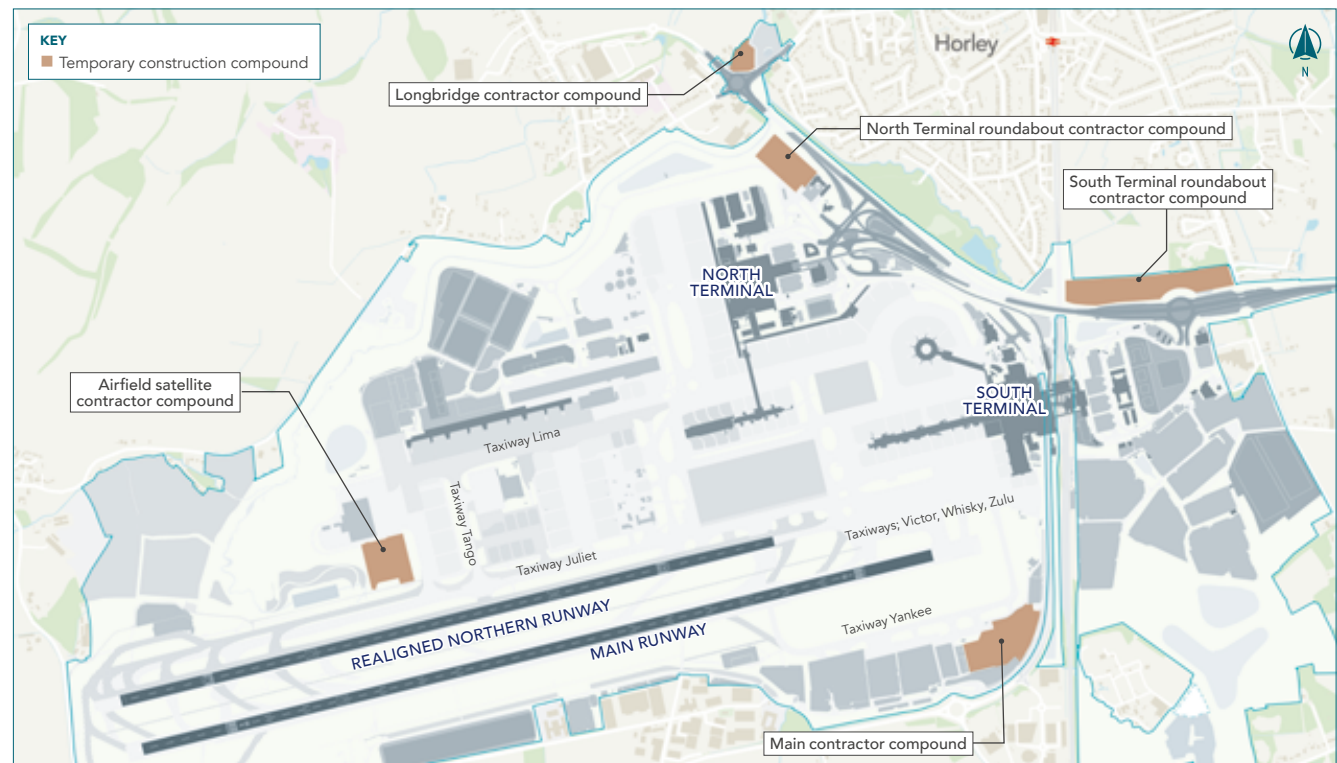 KEY
Temporary construction compound
Horley
N
Longbridge contractor compound
North Terminal roundabout contractor compound
South Terminal roundabout
contractor compound
NORTH
TERMINAL
SOUTH
TERMINAL
Airfield satellite
contractor compound
Taxiway Lima
Taxiway Tango
Taxiways; Victor, Whisky, Zulu
Taxiway Juliet
REALIGNED NORTHERN RUNWAY
MAIN RUNWAY
Taxiway Yankee
Main contractor compound